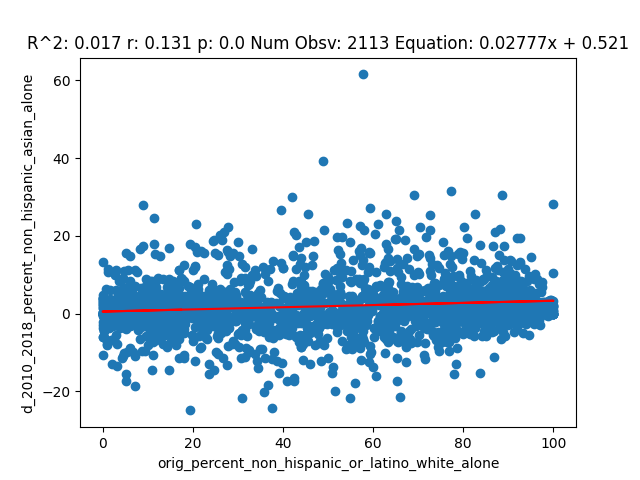 R^2: 0.017 r: 0.131 p: 0.0 Num Obsv: 2113 Equation: 0.02777x + 0.521
d_2010_2018_percent_non_hispanic_asian_alone
60
40
20
0
−20
0 20 40 60 80 100
orig_percent_non_hispanic_or_latino_white_alone